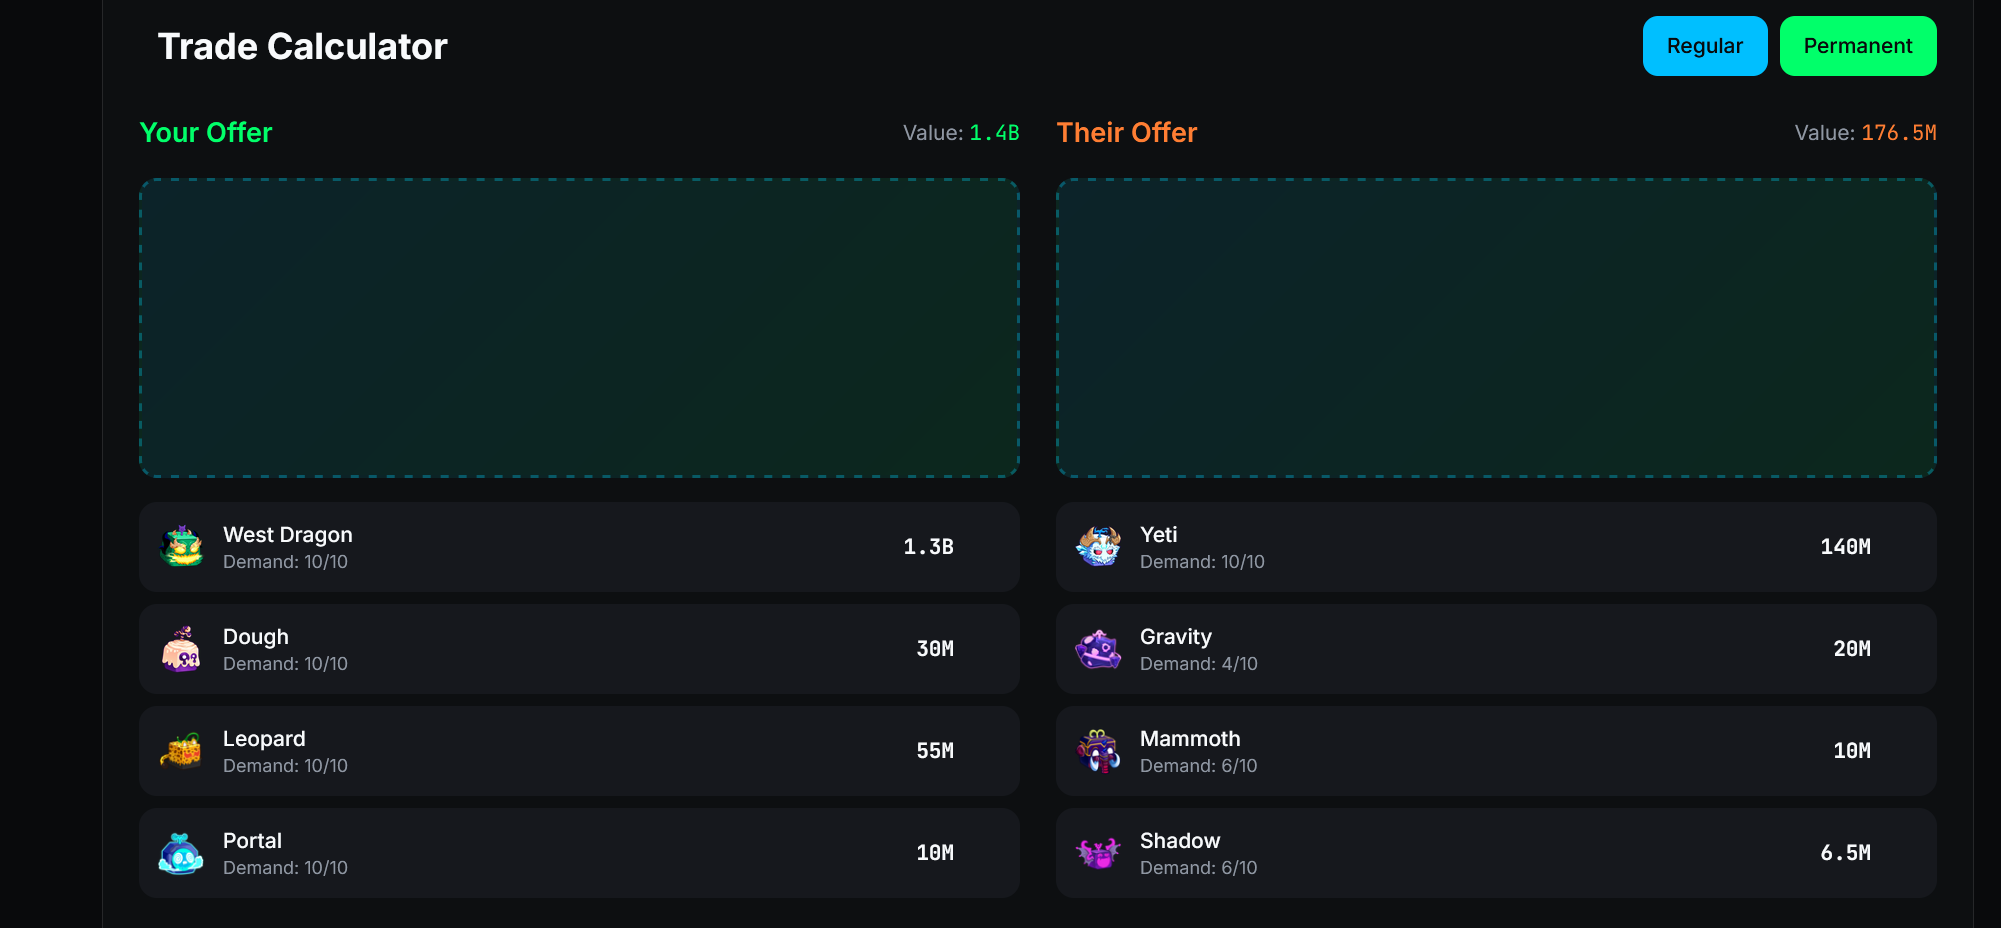 Trade Calculator
Regular
Permanent
Your Offer
Value: 1.4B
West Dragon
Demand: 10/10
1.3B
Dough
Demand: 10/10
30M
Leopard
Demand: 10/10
55M
Portal
Demand: 10/10
10M
Their Offer
Value: 176.5M
Yeti
Demand: 10/10
140M
Gravity
Demand: 4/10
20M
Mammoth
Demand: 6/10
10M
Shadow
Demand: 6/10
6.5M